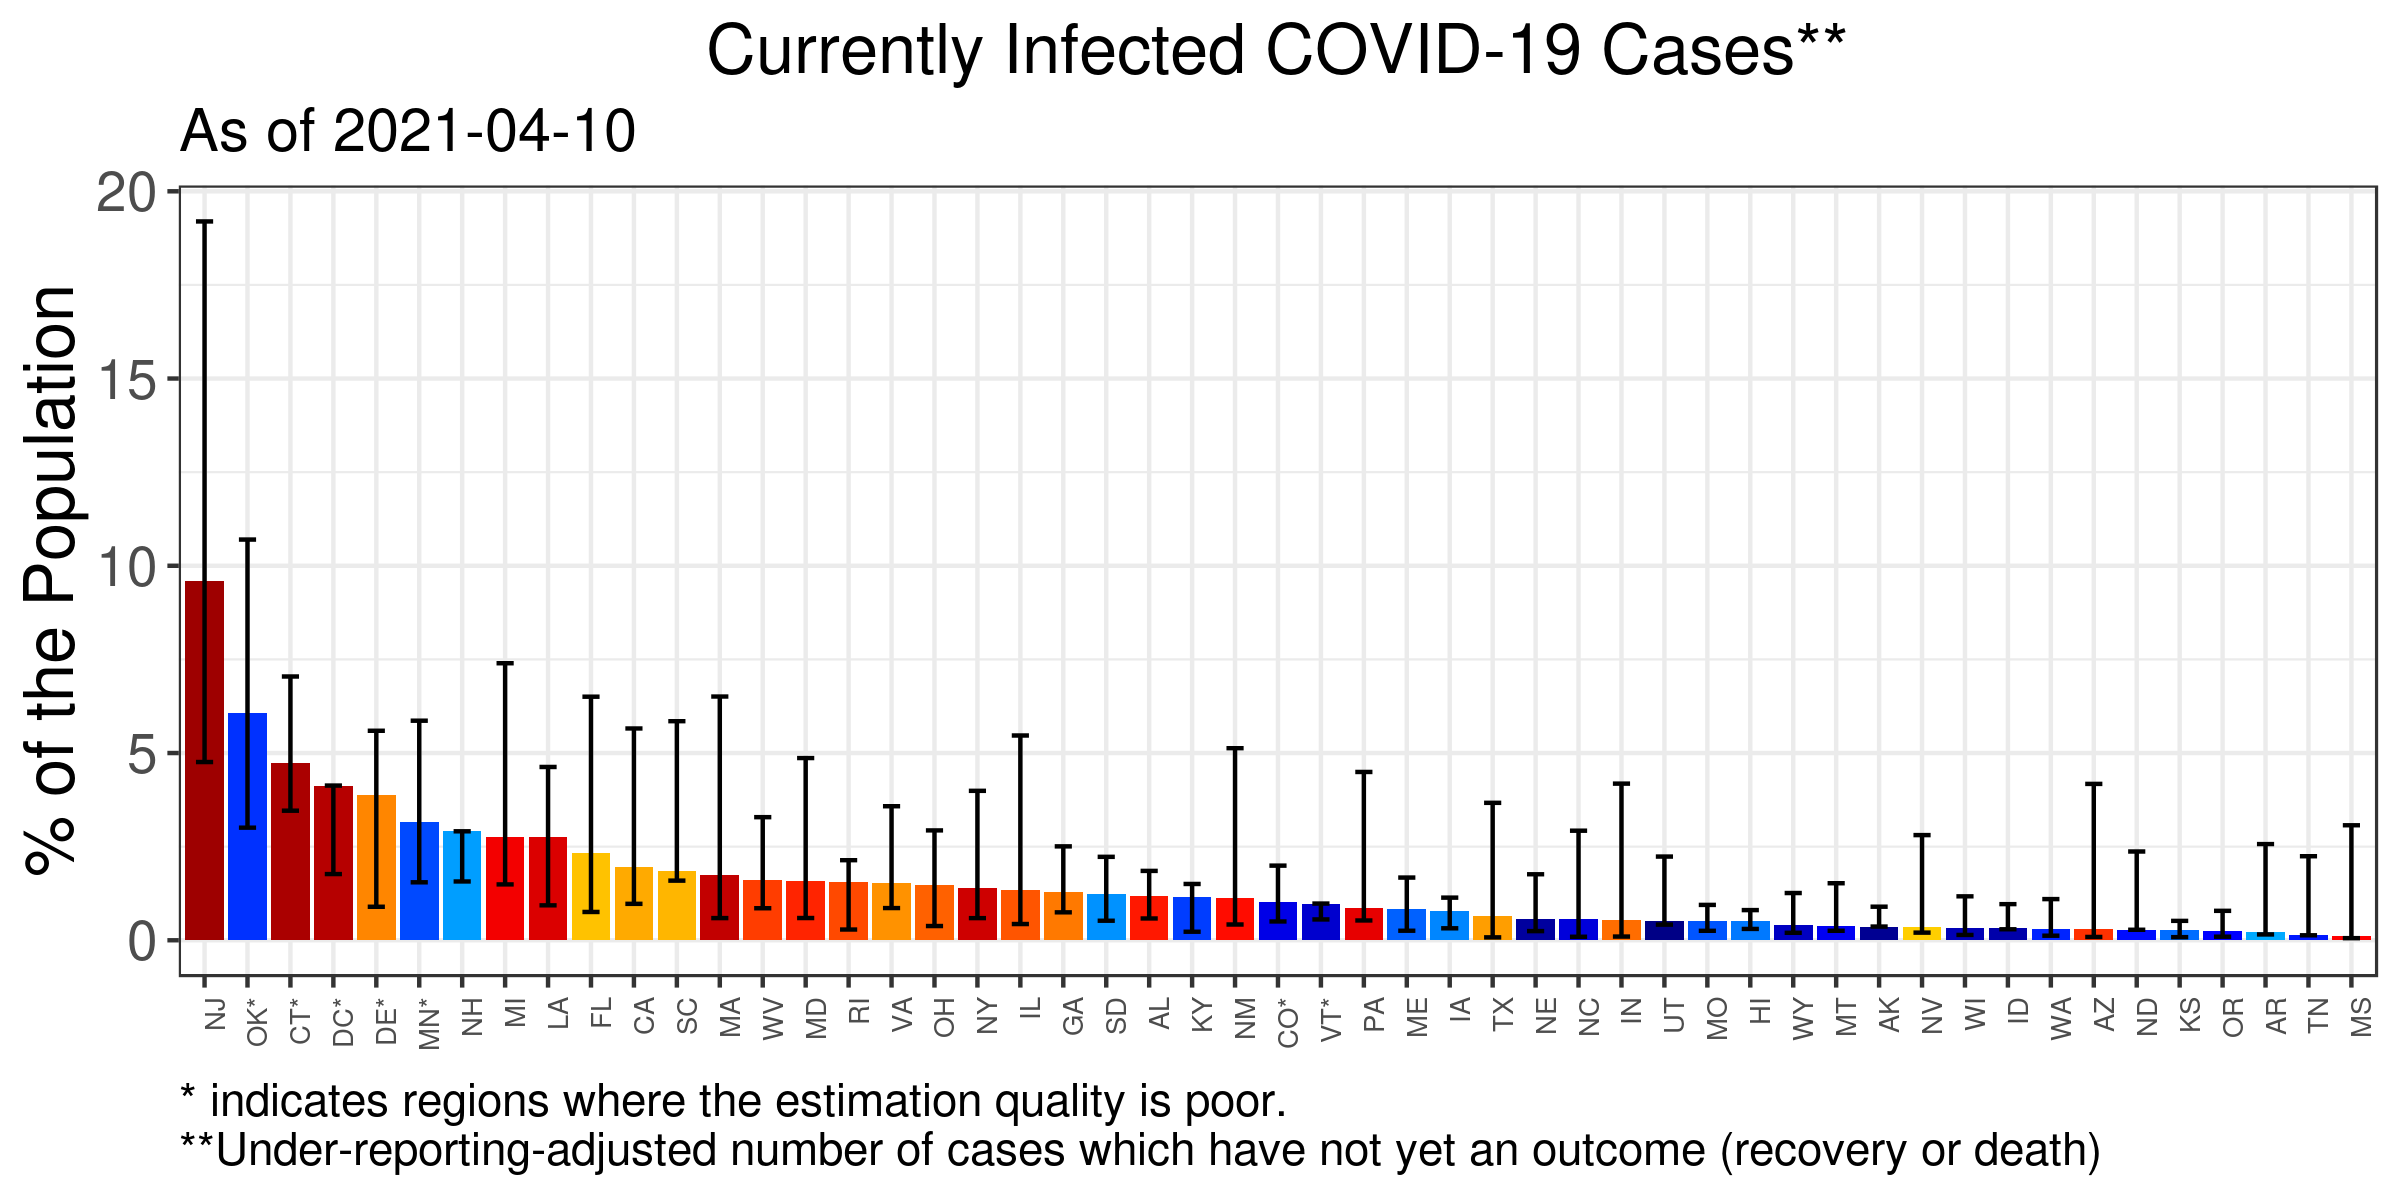 Currently Infected COVID-19 Cases**
As of 2021-04-10
% of the Population
20
15
10
5
0
NJ OK* CT* DC* DE* MN* NH MI LA FL CA SC MA WV MD RI VA OH NY IL GA SD AL KY NM CO* VT* PA ME IA TX NE NC IN UT MO HI WY MT AK NV WI ID WA AZ ND KS OR AR TN MS
* indicates regions where the estimation quality is poor.
**Under-reporting-adjusted number of cases which have not yet an outcome (recovery or death)